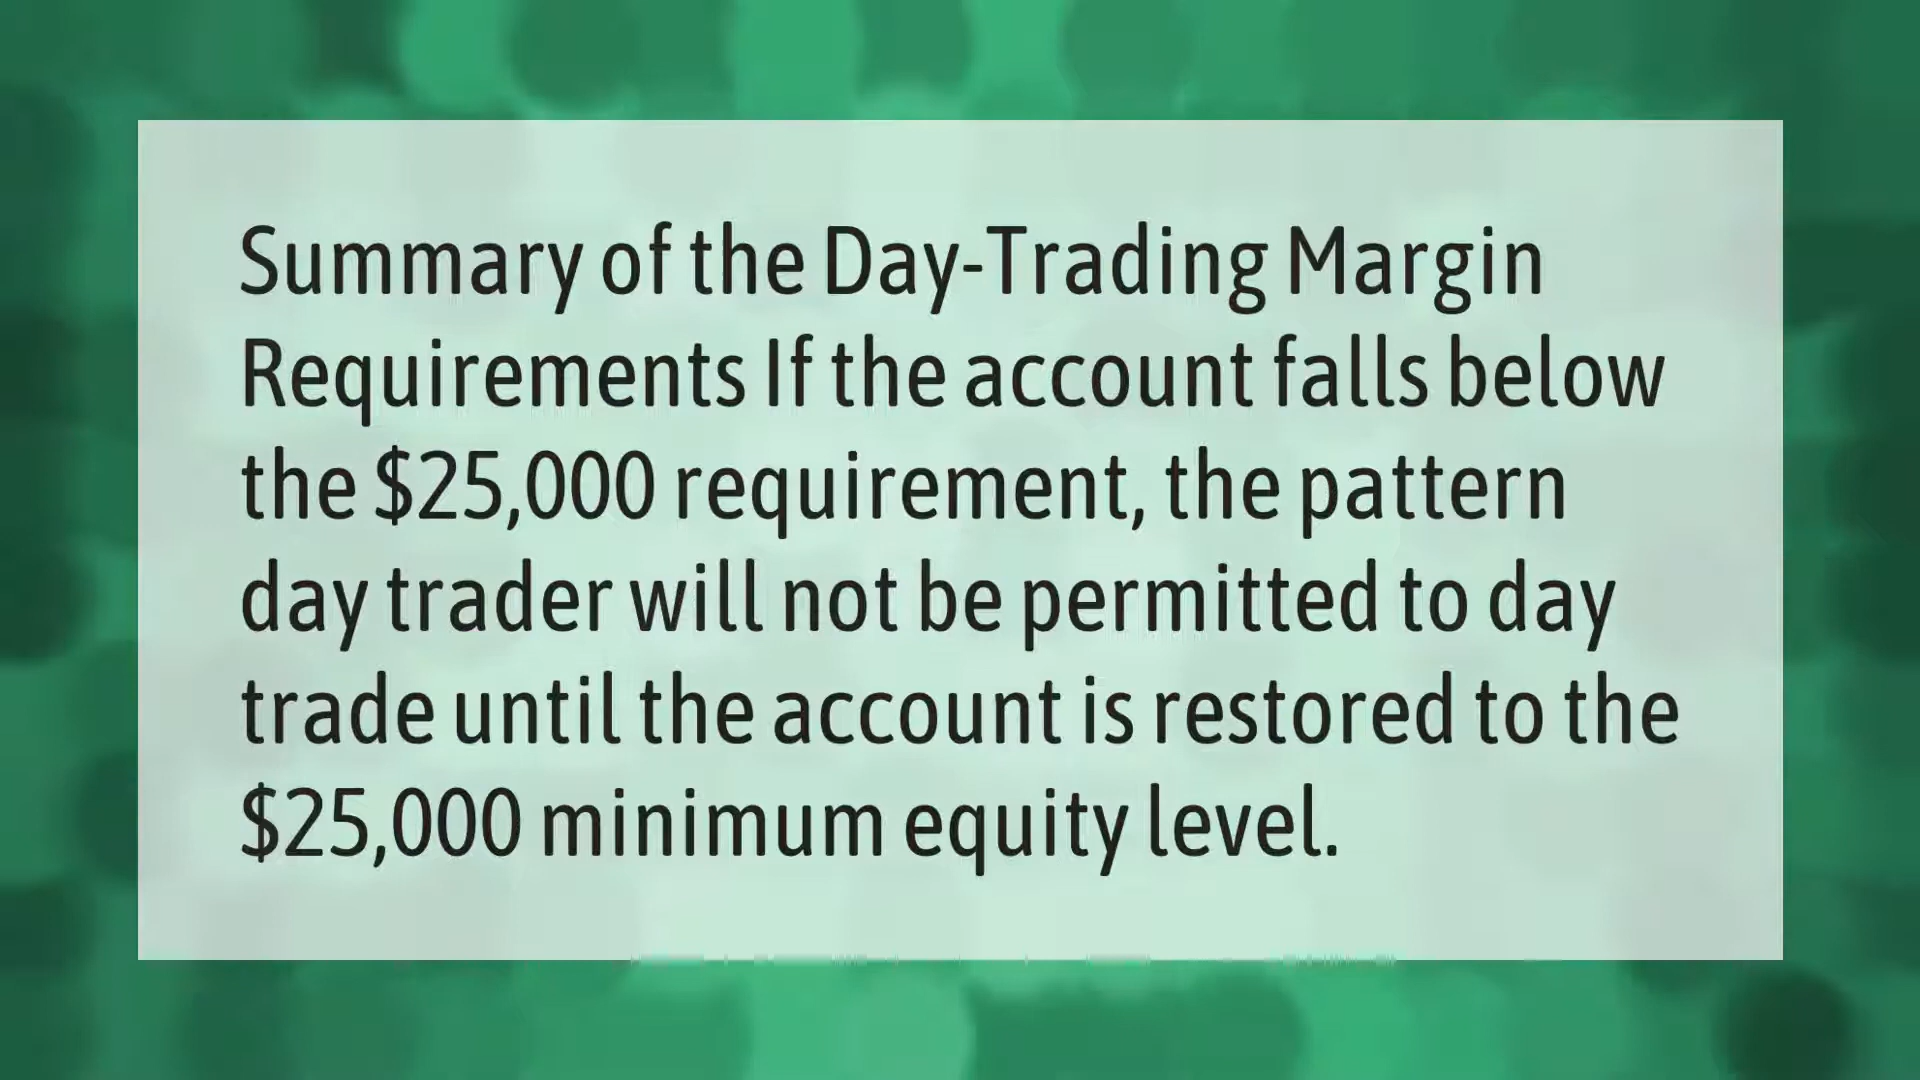 Summary of the Day-Trading Margin
Requirements If the account falls below
the $25,000 requirement, the pattern
day trader will not be permitted to day
trade until the account is restored to the
$25,000 minimum equity level.